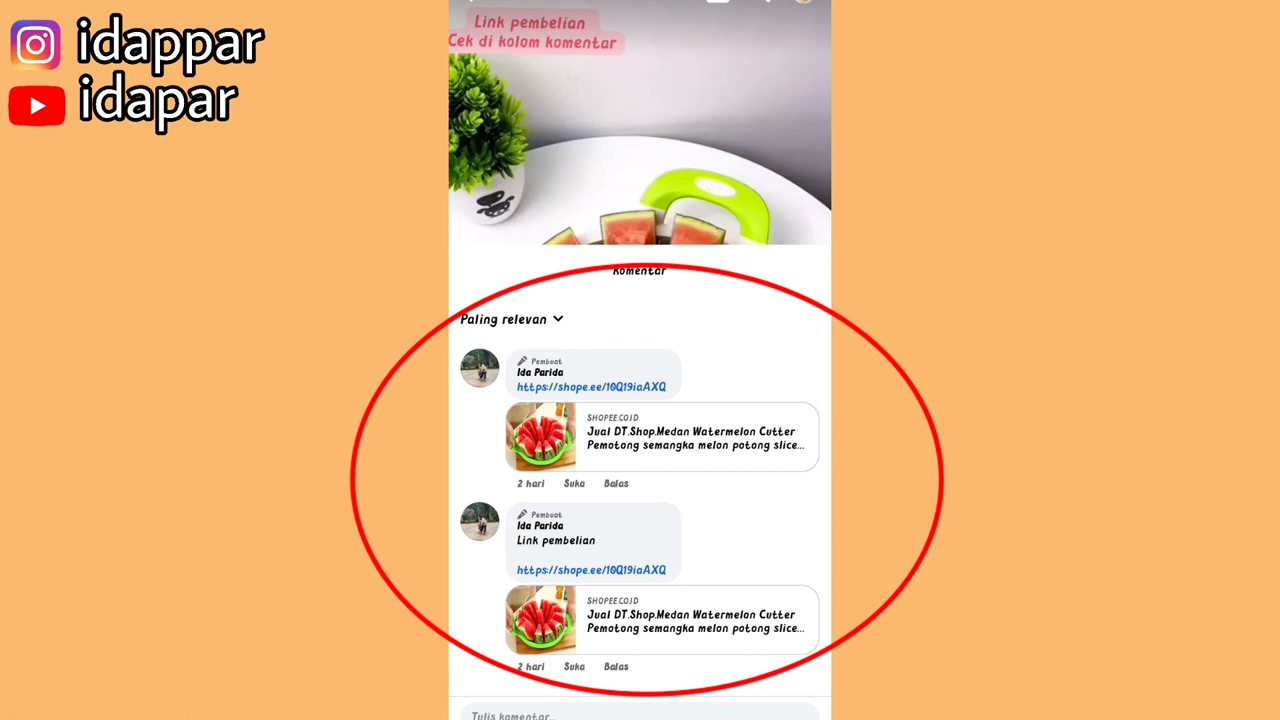 idappar
idapar
Link pembelian
Cek di kolom komentar
Komentar
Paling relevan
Pembuat
Ida Parida
https://shope.ee/10Q19iaAXQ
SHOPEE.CO.ID
Jual DT.Shop.Medan Watermelon Cutter
Pemotong semangka melon potong slice...
2 hari Suka Balas
Pembuat
Ida Parida
Link pembelian
https://shope.ee/10Q19iaAXQ
SHOPEE.CO.ID
Jual DT.Shop.Medan Watermelon Cutter
Pemotong semangka melon potong slice...
2 hari Suka Balas
Tulis komentar...